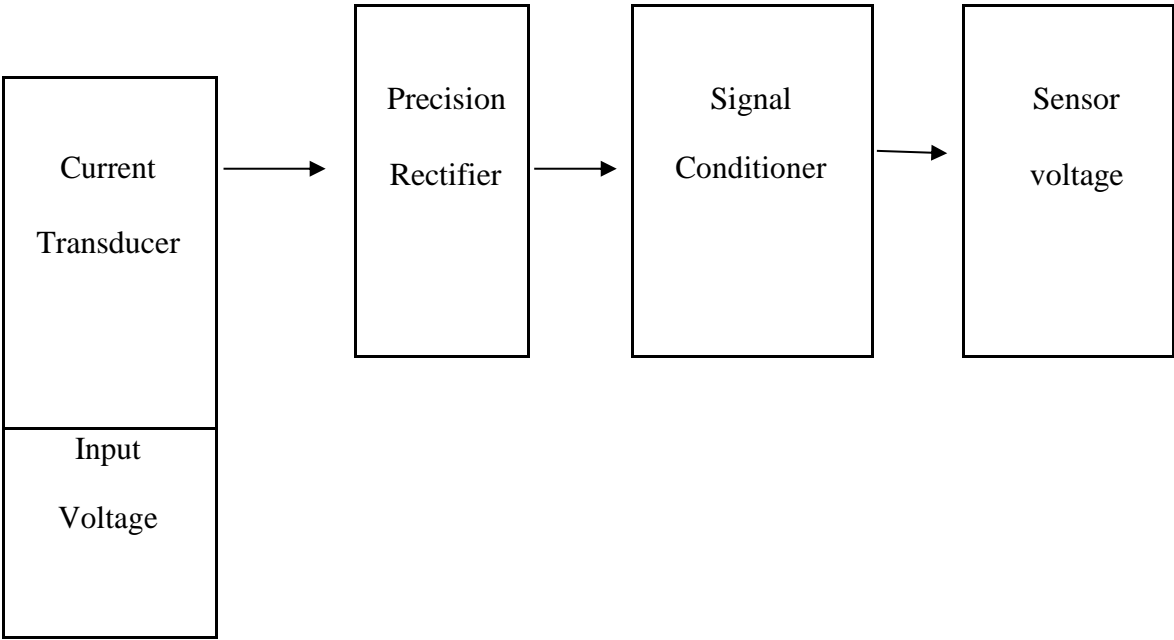 Current
Transducer
Input
Voltage
Precision
Rectifier
Signal
Conditioner
Sensor
voltage